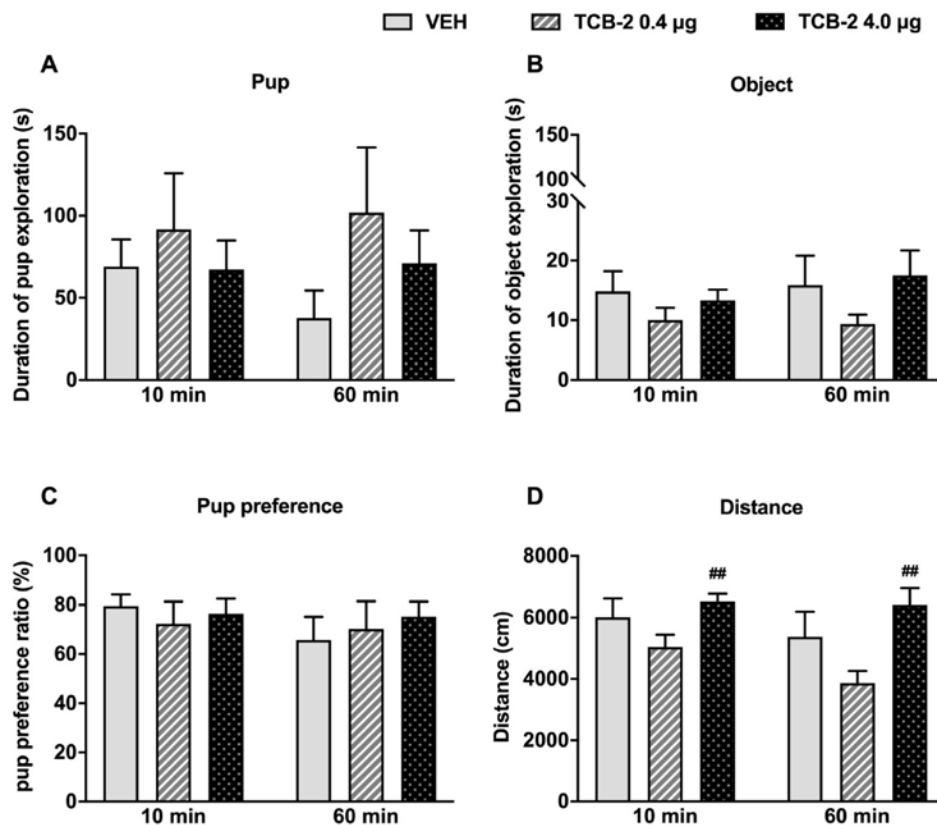 VEH TCB-2 0.4 µg TCB-2 4.0 µg
A
Pup
Duration of pup exploration (s)
150
100
50
0
10 min 60 min
B
Object
Duration of object exploration (s)
150
100
30
20
10
0
10 min 60 min
C
Pup preference
pup preference ratio (%)
100
80
60
40
20
0
10 min 60 min
D
Distance
Distance (cm)
8000
6000
4000
2000
0
## ##
10 min 60 min